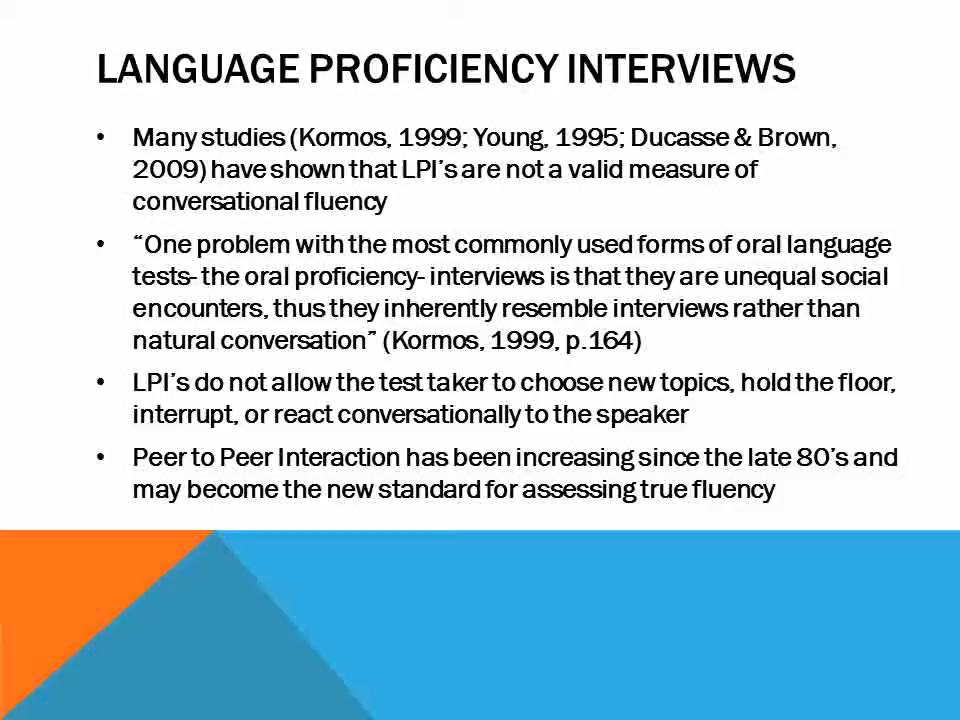 LANGUAGE PROFICIENCY INTERVIEWS
• Many studies (Kormos, 1999; Young, 1995; Ducasse & Brown,
2009) have shown that LPI’s are not a valid measure of
conversational fluency
• “One problem with the most commonly used forms of oral language
tests- the oral proficiency- interviews is that they are unequal social
encounters, thus they inherently resemble interviews rather than
natural conversation” (Kormos, 1999, p.164)
• LPI’s do not allow the test taker to choose new topics, hold the floor,
interrupt, or react conversationally to the speaker
• Peer to Peer Interaction has been increasing since the late 80’s and
may become the new standard for assessing true fluency